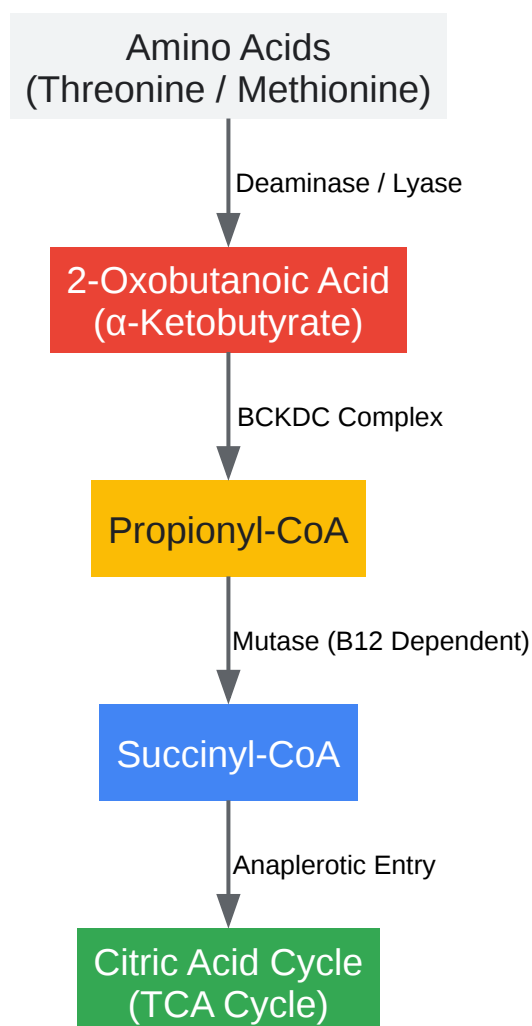 Amino Acids
(Threonine / Methionine)
Deaminase / Lyase
2-Oxobutanoic Acid
(α-Ketobutyrate)
BCKDC Complex
Propionyl-CoA
Mutase (B12 Dependent)
Succinyl-CoA
Anaplerotic Entry
Citric Acid Cycle
(TCA Cycle)